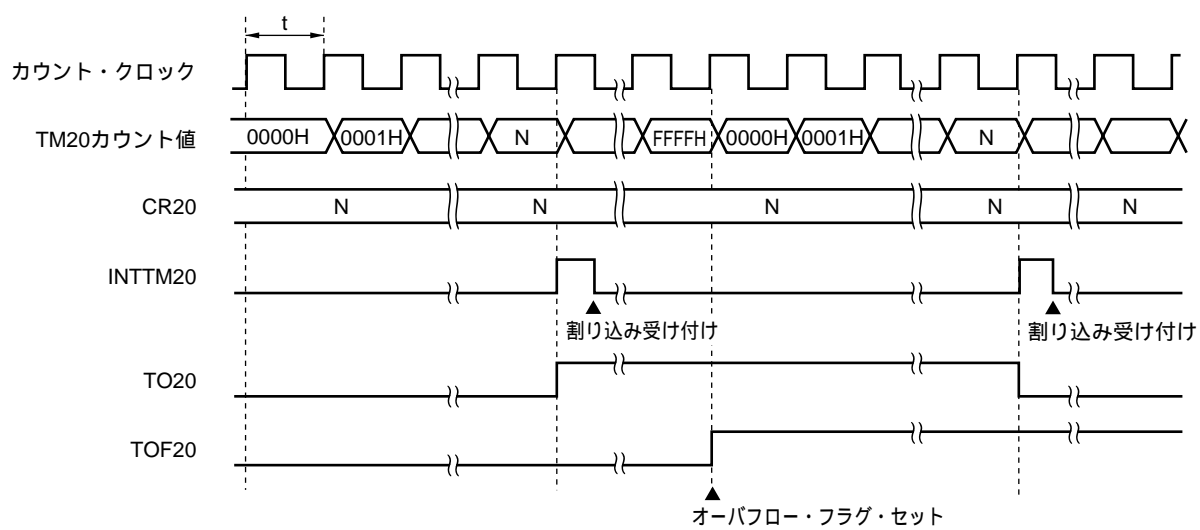 t
カウント・クロック
TM20カウント値 0000H 0001H N FFFFH 0000H 0001H N
CR20 N N N N N
INTTM20
割り込み受け付け 割り込み受け付け
TO20
TOF20
オーバフロー・フラグ・セット